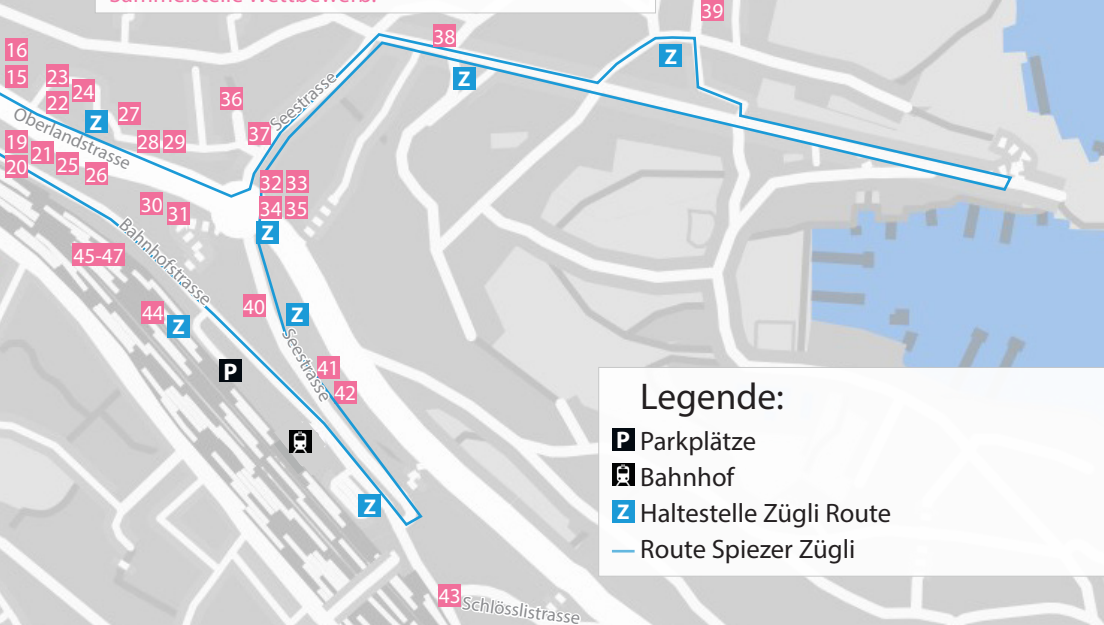 Sammelstelle Wettbewerb.
39
38
Z
Z
16
15
23
24
22
27
36
Seestrasse
Z
37
Oberlandstrasse
28 29
19
21
20
25
26
32 33
30
31
34 35
Z
Bahnhofstrasse
45-47
40
44
Z
Z
Seestrasse
41
42
P
Z
43
Schlösslistrasse
Legende:
P Parkplätze
Bahnhof
Z Haltestelle Zügli Route
Route Spiezer Zügli